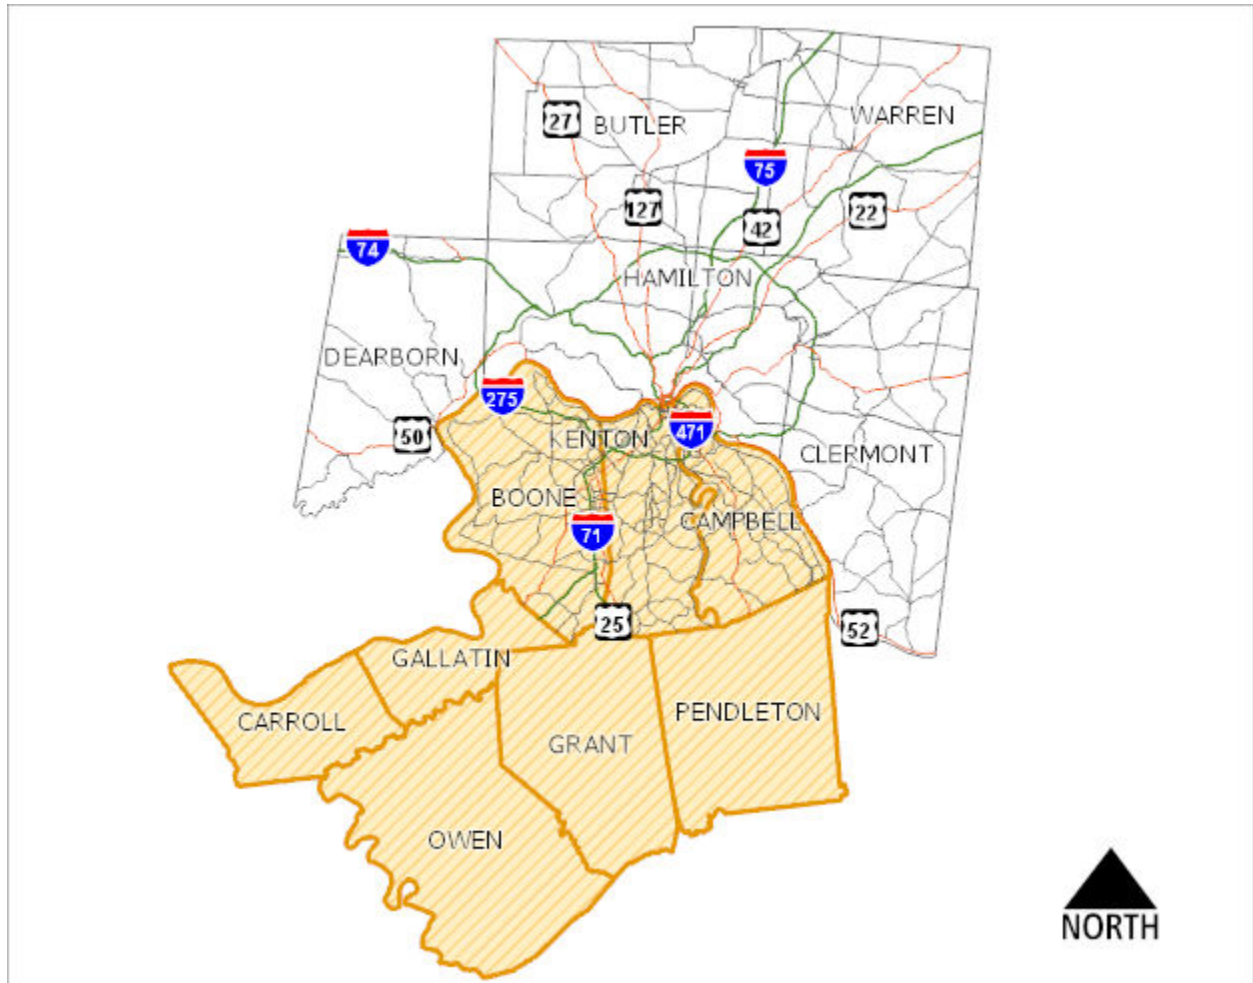 27
BUTLER
WARREN
75
127
42
22
74
HAMILTON
DEARBORN
275
50
KENTON
471
CLERMONT
BOONE
71
CAMPBELL
25
52
GALLATIN
CARROLL
PENDLETON
GRANT
OWEN
NORTH